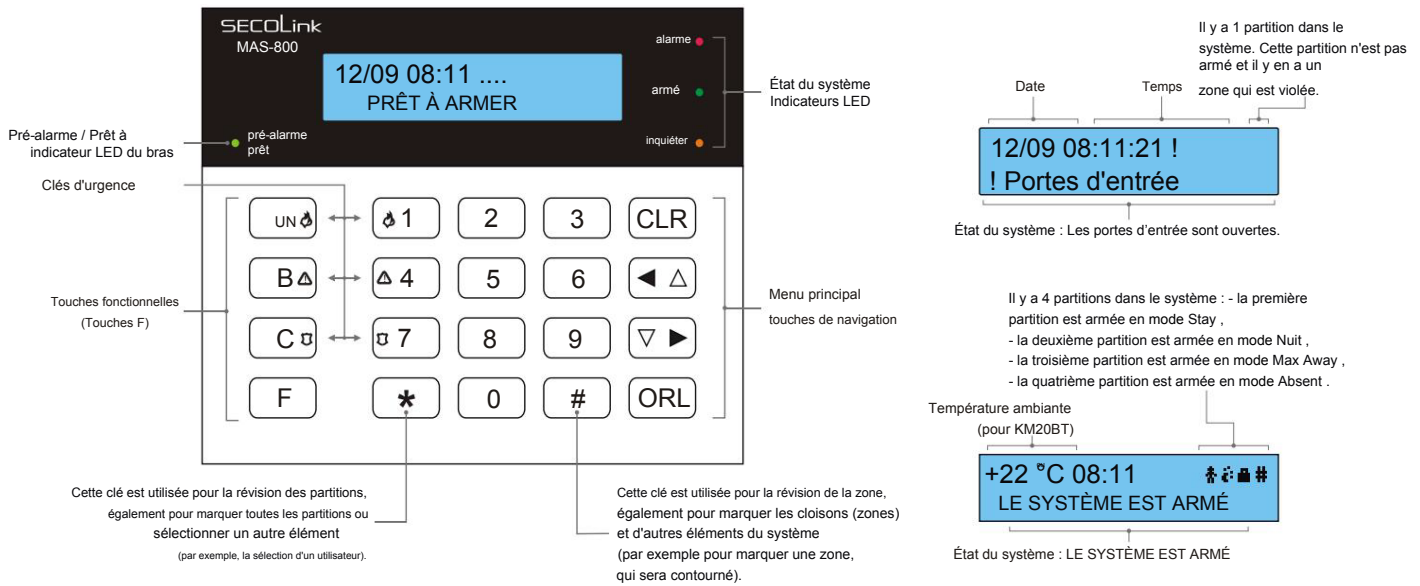 SECOLink
MAS-800
12/09 08:11 ....
PRÊT À ARMER
alarme
armé
inquiéter
pré-alarme
prêt
État du système
Indicateurs LED
Pré-alarme / Prêt à
indicateur LED du bras
Clés d'urgence
Touches fonctionnelles
(Touches F)
UN
1
2
3
CLR
B
4
5
6
◀ △
C
7
8
9
▽ ▶
F
*
0
#
ORL
Menu principal
touches de navigation
Cette clé est utilisée pour la révision des partitions,
également pour marquer toutes les partitions ou
sélectionner un autre élément
(par exemple, la sélection d'un utilisateur).
Cette clé est utilisée pour la révision de la zone,
également pour marquer les cloisons (zones)
et d'autres éléments du système
(par exemple pour marquer une zone,
qui sera contourné).
Il y a 1 partition dans le
système. Cette partition n'est pas
armé et il y en a un
zone qui est violée.
Date
Temps
12/09 08:11:21 !
! Portes d'entrée
État du système : Les portes d'entrée sont ouvertes.
Il y a 4 partitions dans le système : - la première
partition est armée en mode Stay ,
- la deuxième partition est armée en mode Nuit ,
- la troisième partition est armée en mode Max Away ,
- la quatrième partition est armée en mode Absent .
Température ambiante
(pour KM20BT)
+22 °C 08:11
LE SYSTÈME EST ARMÉ
État du système : LE SYSTÈME EST ARMÉ